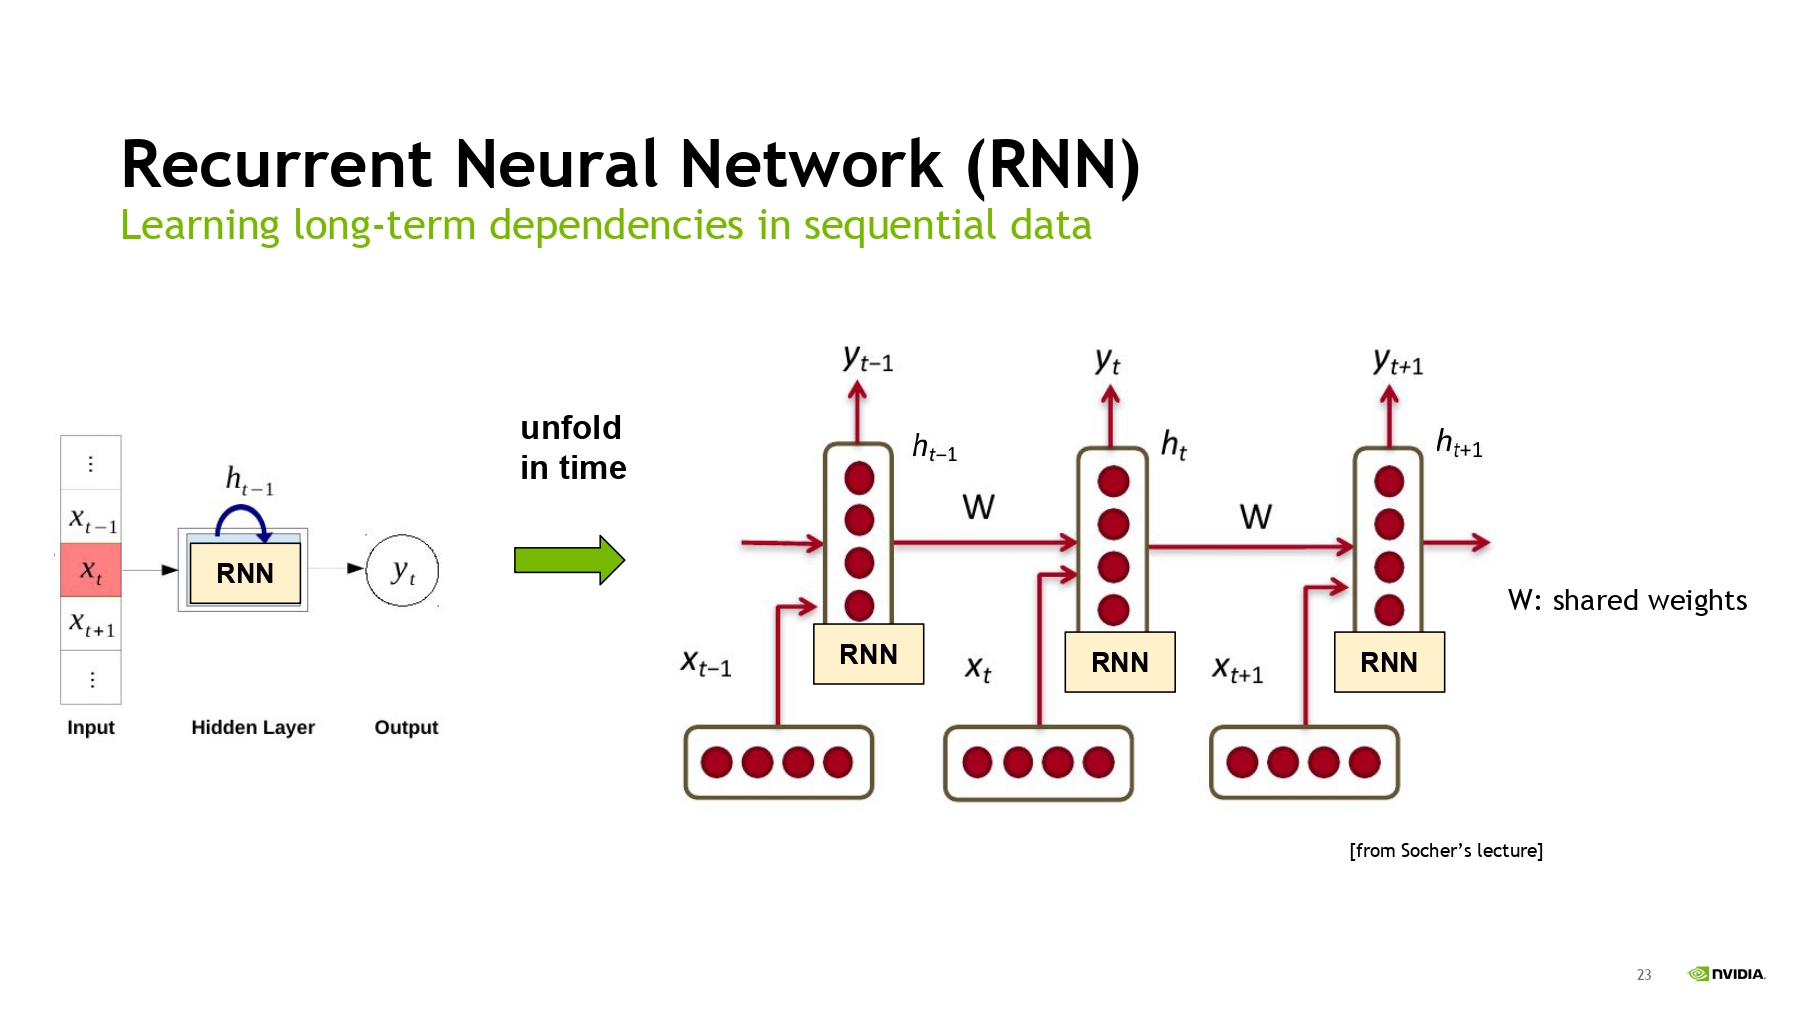 Recurrent Neural Network (RNN)
Learning long-term dependencies in sequential data
⋮
x_{t−1}
x_t
x_{t+1}
⋮
Input
h_{t−1}
RNN
Hidden Layer
y_t
Output
unfold
in time
y_{t−1}
y_t
y_{t+1}
h_{t−1}
h_t
h_{t+1}
W
W
RNN
RNN
RNN
x_{t−1}
x_t
x_{t+1}
W: shared weights
[from Socher’s lecture]
23
NVIDIA.